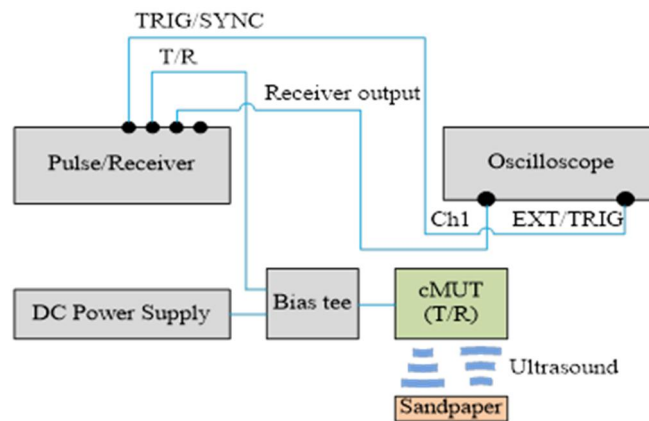 TRIG/SYNC
T/R
Receiver output
Pulse/Receiver
Oscilloscope
Ch1
EXT/TRIG
DC Power Supply
Bias tee
cMUT
(T/R)
Ultrasound
Sandpaper